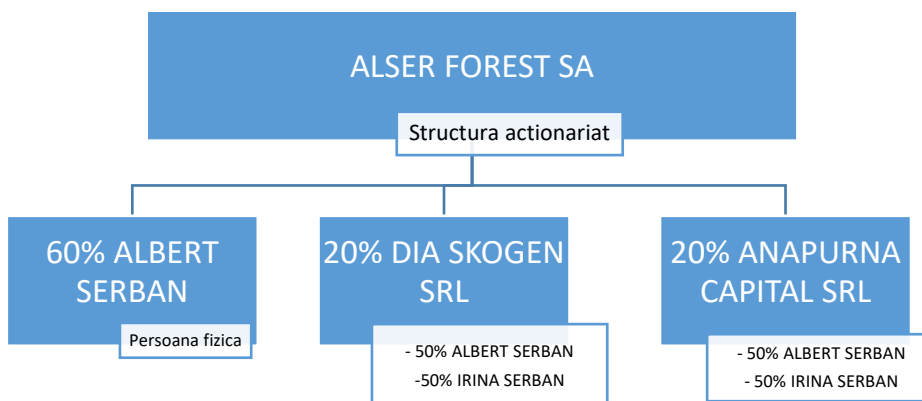 ALSER FOREST SA
Structura actionariat
60% ALBERT
SERBAN
Persoana fizica
20% DIA SKOGEN
SRL
- 50% ALBERT SERBAN
-50% IRINA SERBAN
20% ANAPURNA
CAPITAL SRL
- 50% ALBERT SERBAN
- 50% IRINA SERBAN